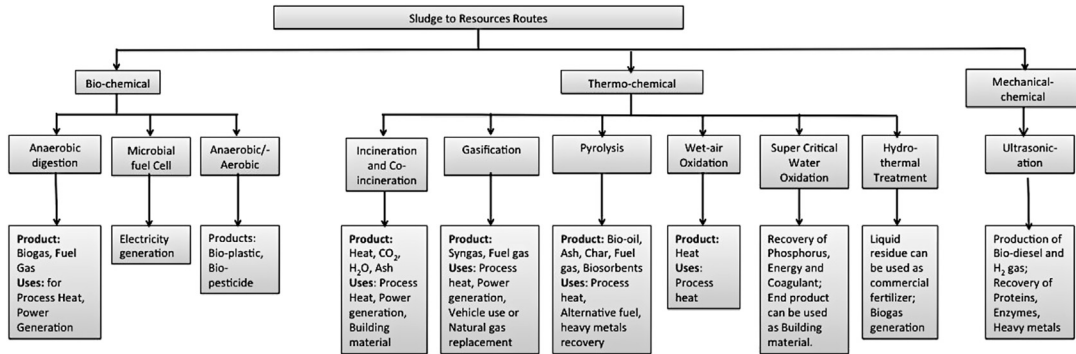 Sludge to Resources Routes
Bio-chemical
Thermo-chemical
Mechanical-
chemical
Anaerobic
digestion
Microbial
fuel Cell
Anaerobic/-
Aerobic
Incineration
and Co-
incineration
Gasification
Pyrolysis
Wet-air
Oxidation
Super Critical
Water
Oxidation
Hydro-
thermal
Treatment
Ultrasonic-
ation
Product:
Biogas, Fuel
Gas
Uses: for
Process Heat,
Power
Generation
Electricity
generation
Products:
Bio-plastic,
Bio-
pesticide
Product:
Heat, CO₂,
H₂O, Ash
Uses: Process
Heat, Power
generation,
Building
material
Product:
Syngas, Fuel gas
Uses: Process
heat, Power
generation,
Vehicle use or
Natural gas
replacement
Product: Bio-oil,
Ash, Char, Fuel
gas, Biosorbents
Uses: Process
heat,
Alternative fuel,
heavy metals
recovery
Product:
Heat
Uses:
Process
heat
Recovery of
Phosphorus,
Energy and
Coagulant;
End product
can be used
as Building
material.
Liquid
residue can
be used as
commercial
fertilizer;
Biogas
generation
Production of
Bio-diesel and
H₂ gas;
Recovery of
Proteins,
Enzymes,
Heavy metals